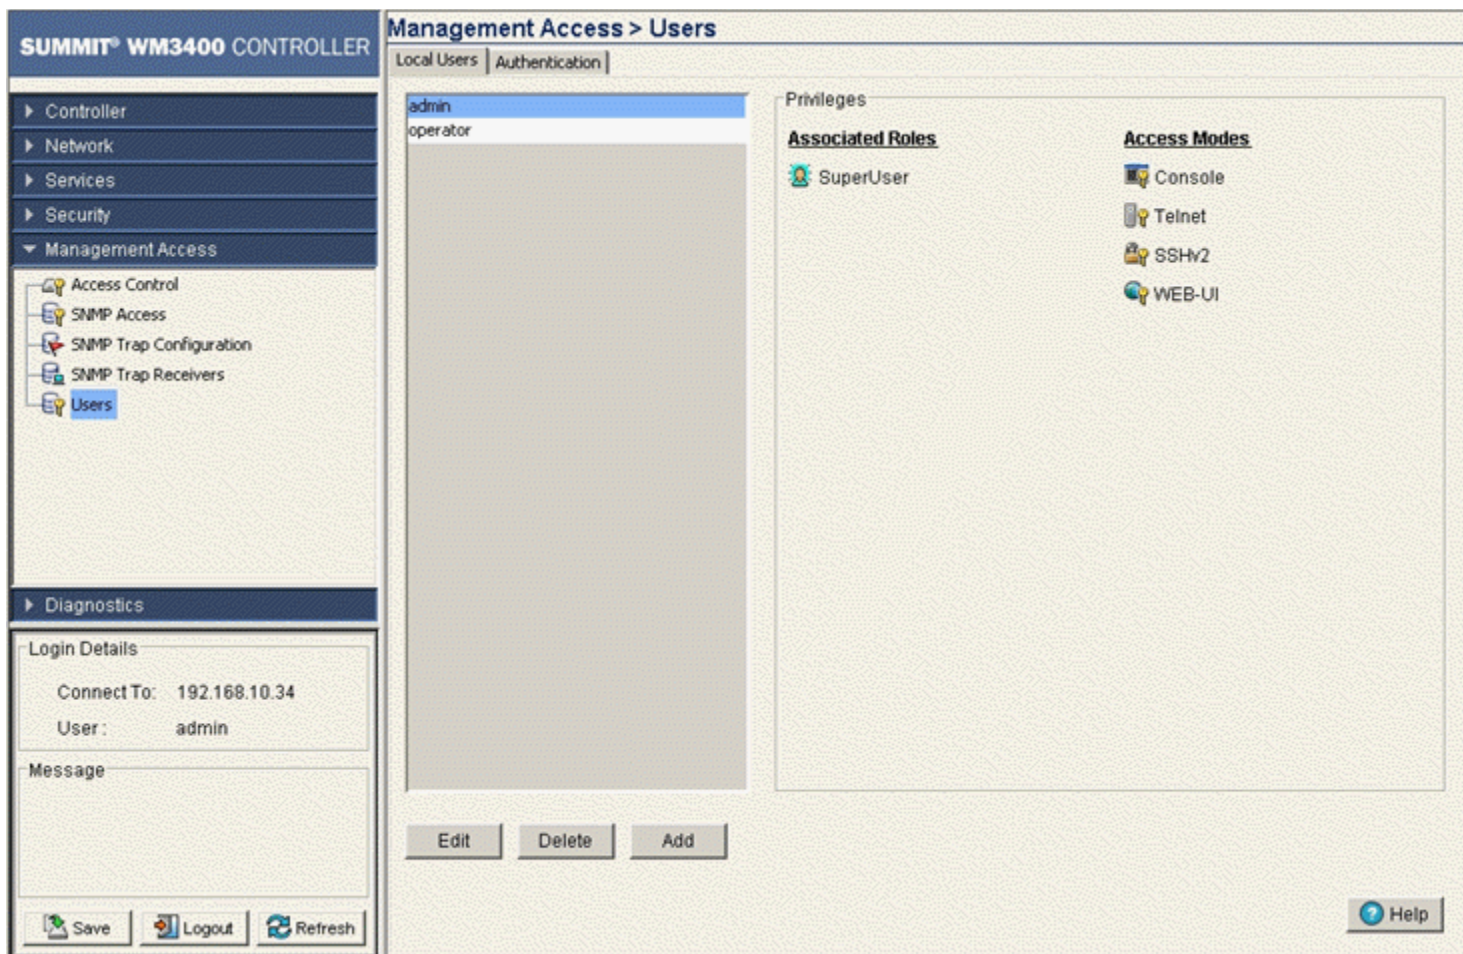 SUMMIT® WM3400 CONTROLLER
Controller
Network
Services
Security
Management Access
Access Control
SNMP Access
SNMP Trap Configuration
SNMP Trap Receivers
Users
Diagnostics
Login Details
Connect To: 192.168.10.34
User : admin
Message
Save Logout Refresh
Management Access > Users
Local Users Authentication
admin
operator
Privileges
Associated Roles Access Modes
SuperUser Console
Telnet
SSHv2
WEB-UI
Edit Delete Add
Help